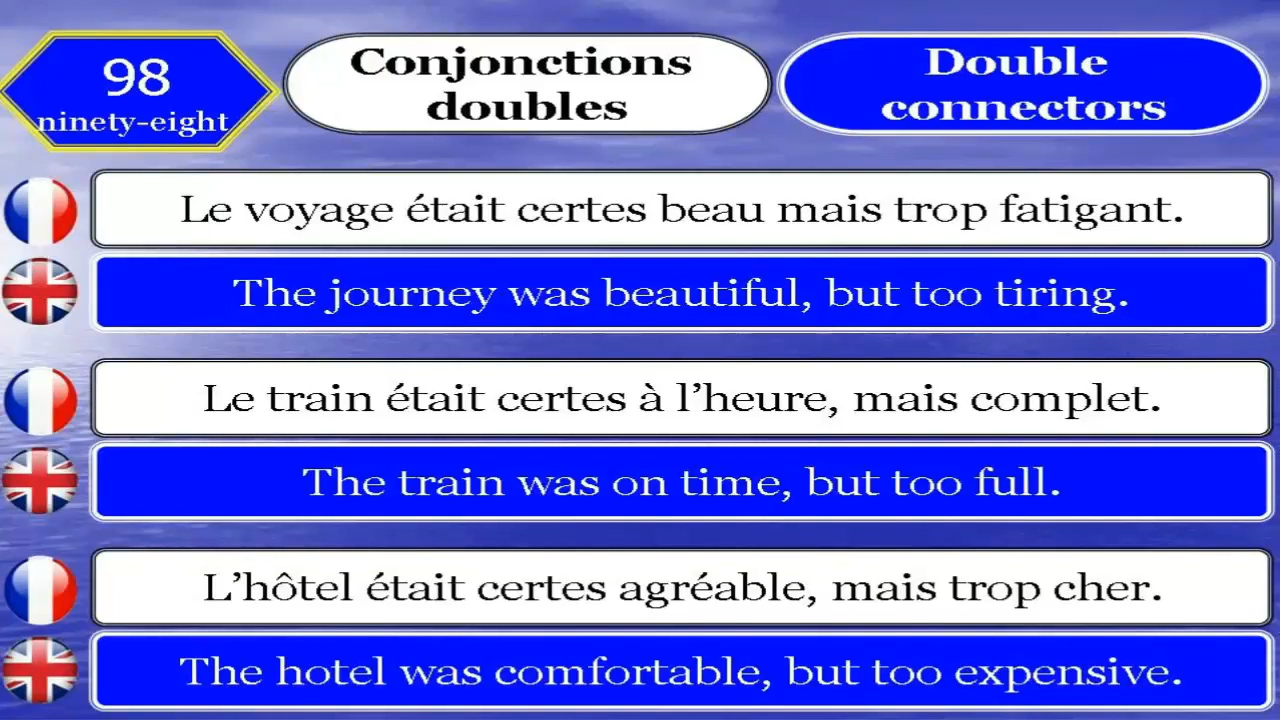 98
ninety-eight
Conjonctions
doubles
Double
connectors
Le voyage était certes beau mais trop fatigant.
The journey was beautiful, but too tiring.
Le train était certes à l’heure, mais complet.
The train was on time, but too full.
L’hôtel était certes agréable, mais trop cher.
The hotel was comfortable, but too expensive.